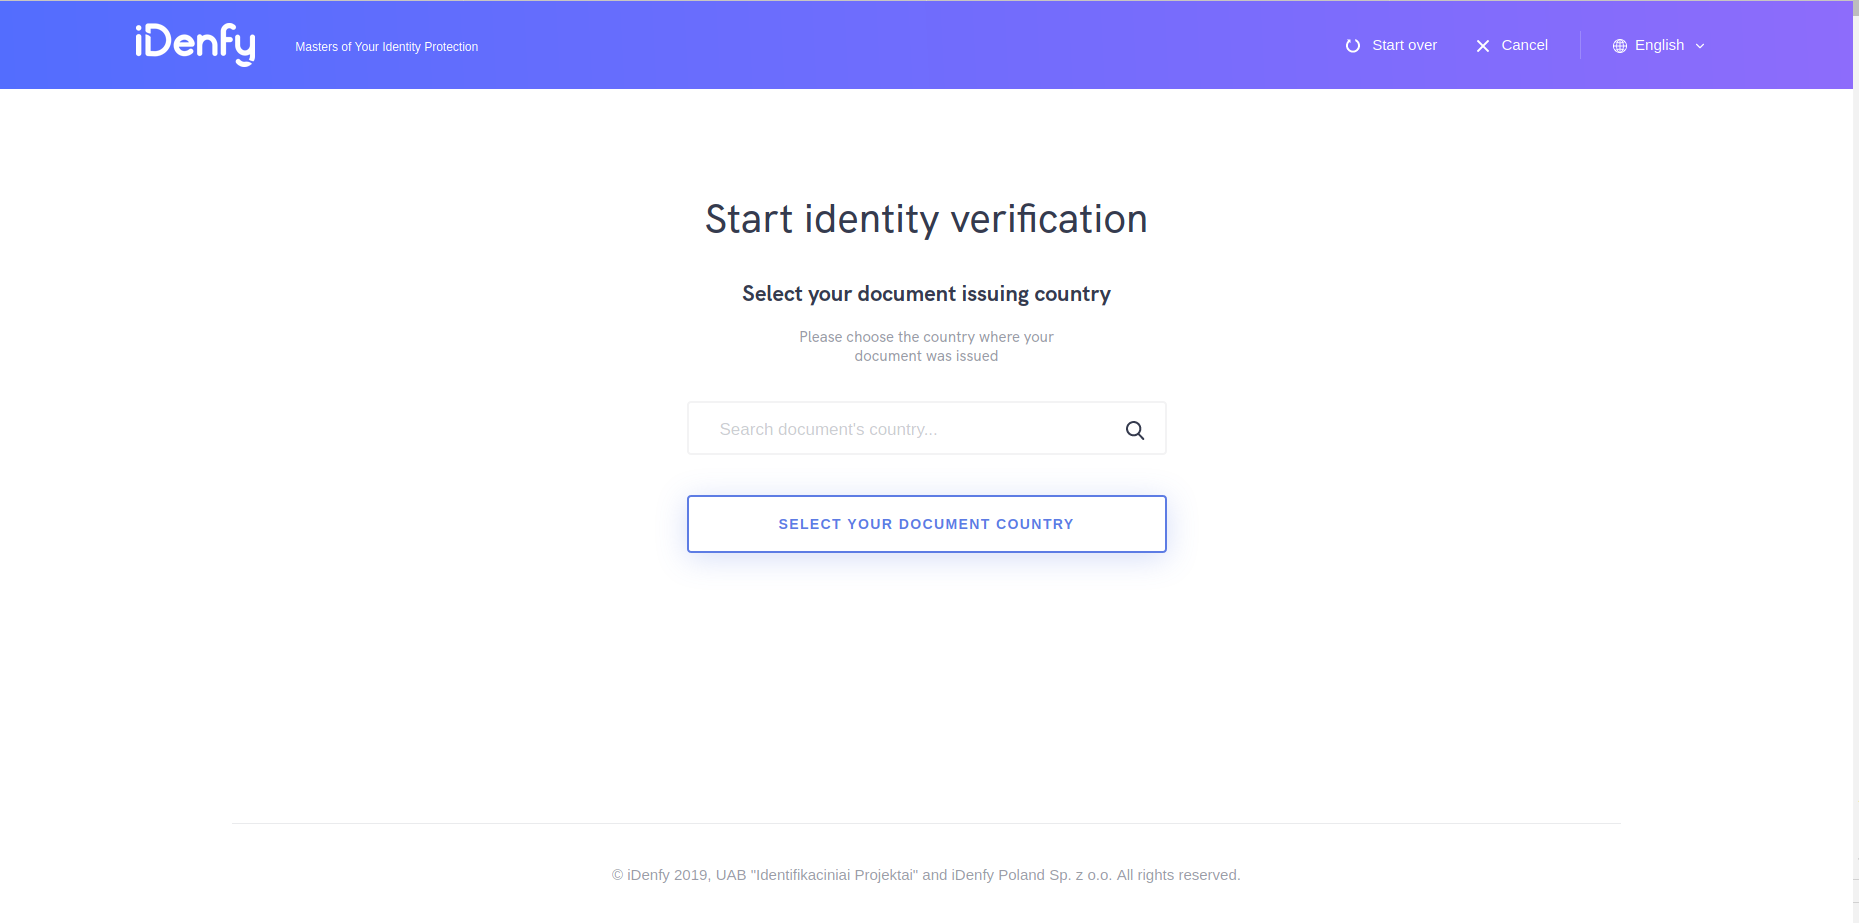 iDenfy
Masters of Your Identity Protection
Start over
Cancel
English
Start identity verification
Select your document issuing country
Please choose the country where your
document was issued
Search document's country...
SELECT YOUR DOCUMENT COUNTRY
© iDenfy 2019, UAB "Identifikaciniai Projektai" and iDenfy Poland Sp. z o.o. All rights reserved.